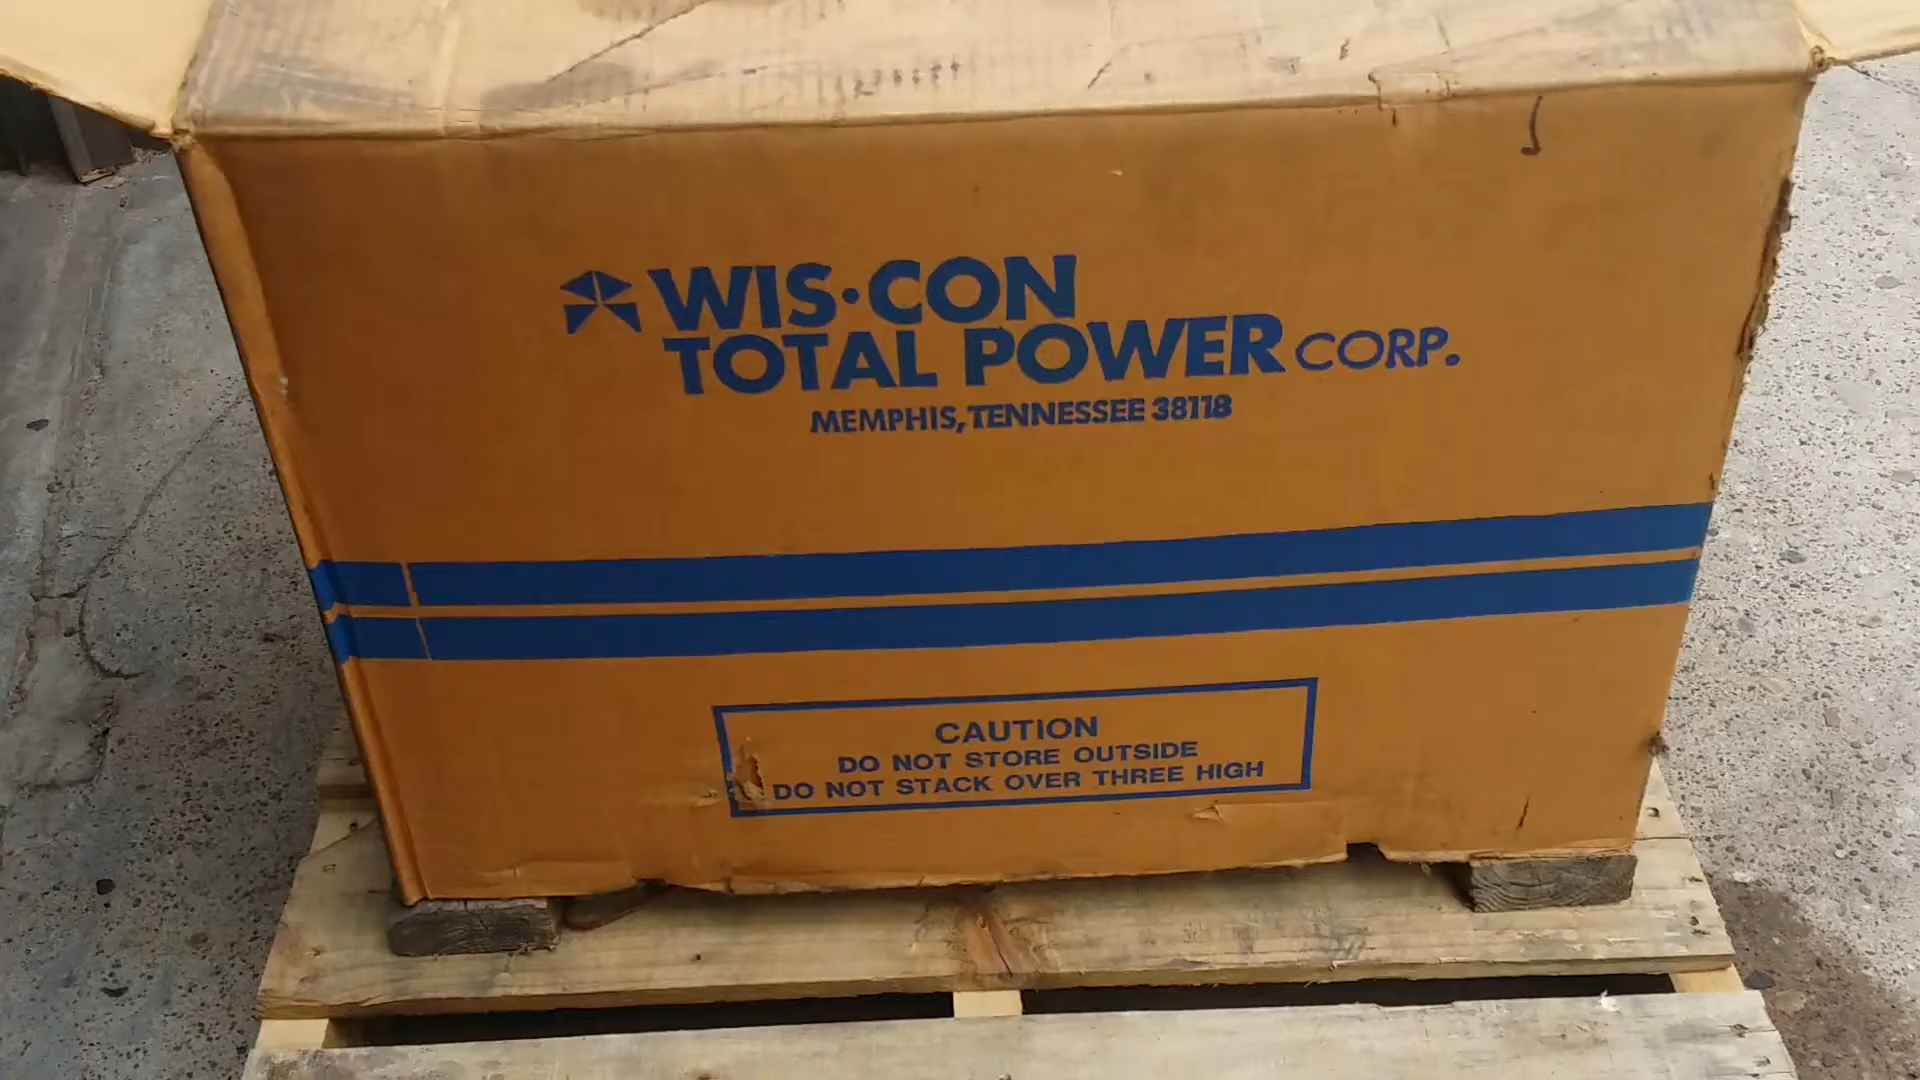 WIS•CON
TOTAL POWER CORP.
MEMPHIS, TENNESSEE 38118
CAUTION
DO NOT STORE OUTSIDE
DO NOT STACK OVER THREE HIGH